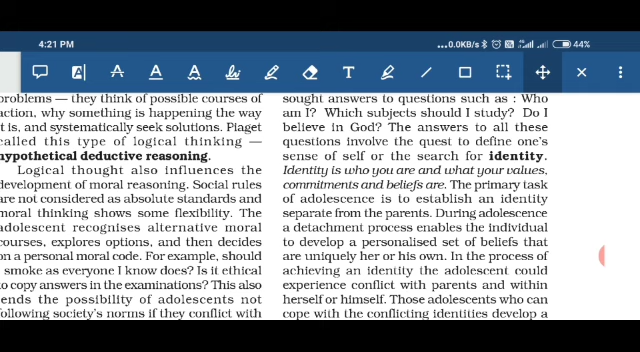 4:21 PM
...0.0KB/s
44%
T
problems — they think of possible courses of
action, why something is happening the way
it is, and systematically seek solutions. Piaget
called this type of logical thinking —
hypothetical deductive reasoning.
Logical thought also influences the
development of moral reasoning. Social rules
are not considered as absolute standards and
moral thinking shows some flexibility. The
adolescent recognises alternative moral
courses, explores options, and then decides
on a personal moral code. For example, should
I smoke as everyone I know does? Is it ethical
to copy answers in the examinations? This also
ends the possibility of adolescents not
following society's norms if they conflict with
sought answers to questions such as : Who
am I? Which subjects should I study? Do I
believe in God? The answers to all these
questions involve the quest to define one's
sense of self or the search for identity.
Identity is who you are and what your values,
commitments and beliefs are. The primary task
of adolescence is to establish an identity
separate from the parents. During adolescence
a detachment process enables the individual
to develop a personalised set of beliefs that
are uniquely her or his own. In the process of
achieving an identity the adolescent could
experience conflict with parents and within
herself or himself. Those adolescents who can
cope with the conflicting identities develop a